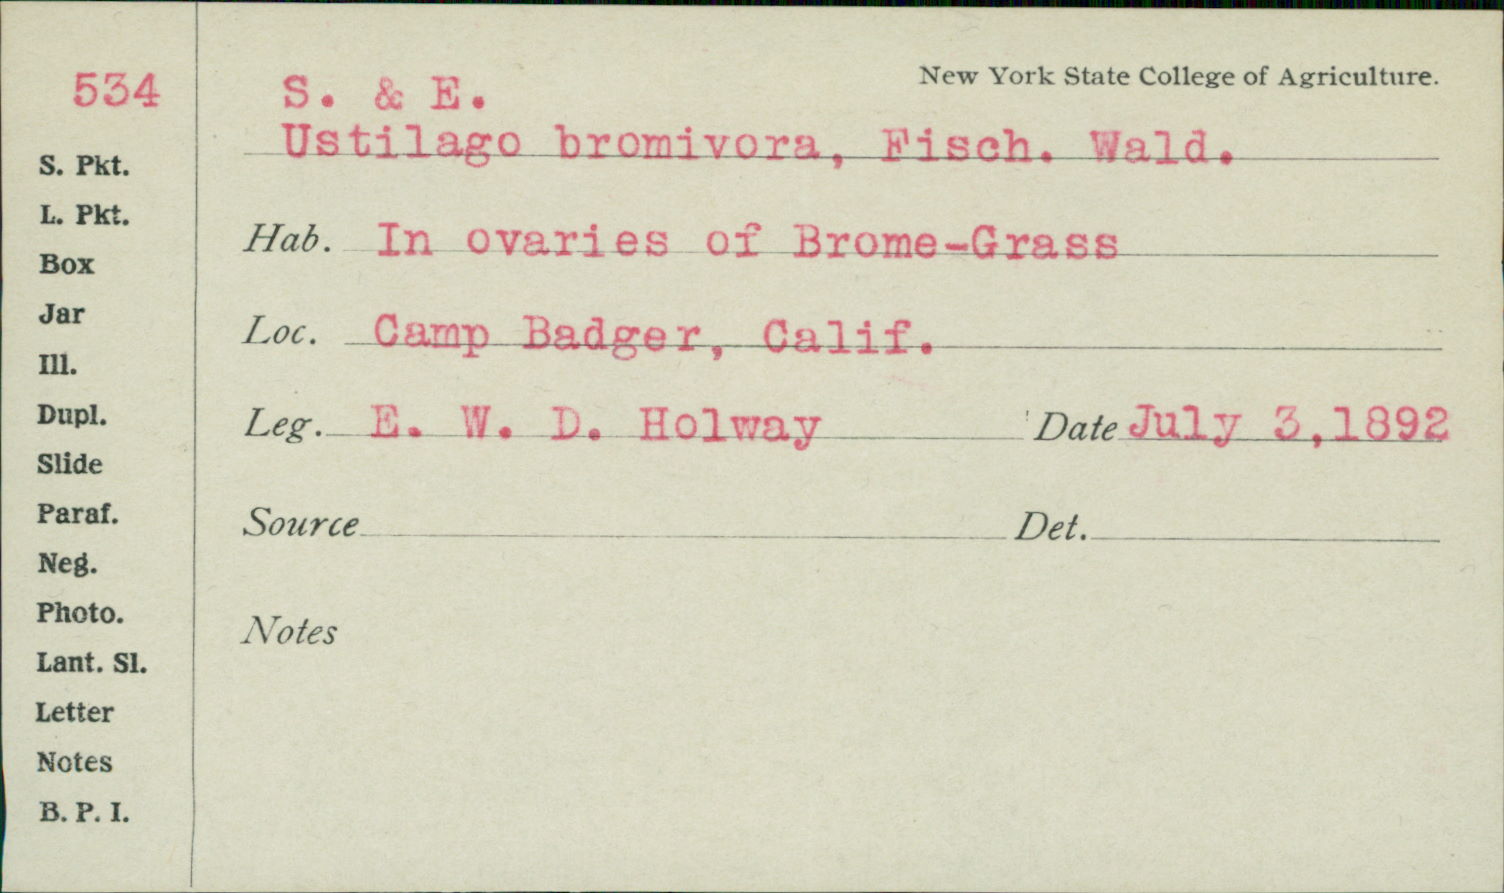 534
S. Pkt.
L. Pkt.
Box
Jar
Ill.
Dupl.
Slide
Paraf.
Neg.
Photo.
Lant. Sl.
Letter
Notes
B. P. I.
New York State College of Agriculture.
S. & E.
Ustilago bromivora, Fisch. Wald.
Hab. In ovaries of Brome-Grass
Loc. Camp Badger, Calif.
Leg. E. W. D. Holway Date July 3,1892
Source Det.
Notes